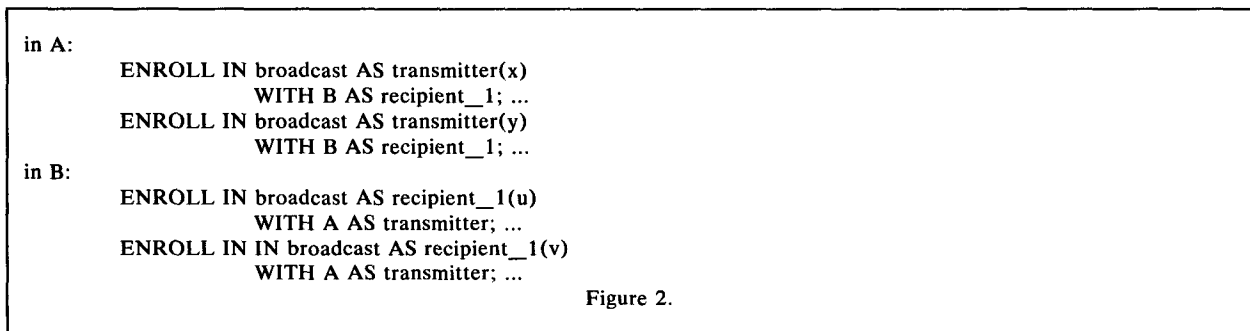 in A:
ENROLL IN broadcast AS transmitter(x)
WITH B AS recipient_1; ...
ENROLL IN broadcast AS transmitter(y)
WITH B AS recipient_1; ...
in B:
ENROLL IN broadcast AS recipient_1(u)
WITH A AS transmitter; ...
ENROLL IN IN broadcast AS recipient_1(v)
WITH A AS transmitter; ...
Figure 2.